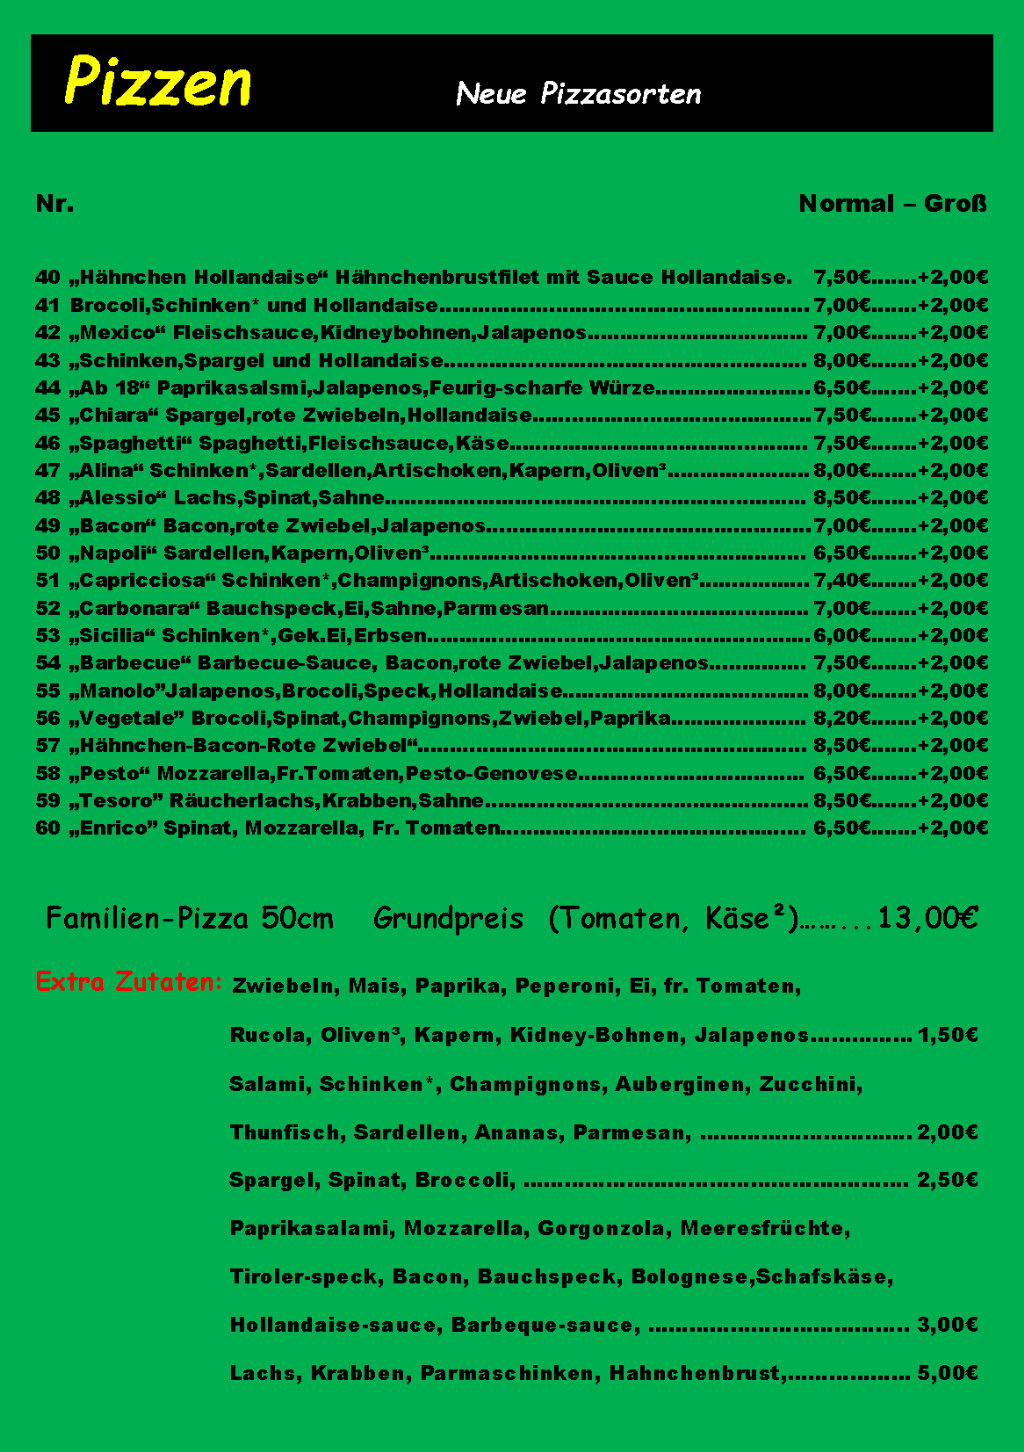 Pizzen Neue Pizzasorten
Nr. Normal – Groß
40 „Hähnchen Hollandaise“ Hähnchenbrustfilet mit Sauce Hollandaise. 7,50€.......+2,00€
41 Brocoli,Schinken* und Hollandaise......................................................... 7,00€.......+2,00€
42 „Mexico“ Fleischsauce,Kidneybohnen,Jalapenos.................................. 7,00€.......+2,00€
43 „Schinken,Spargel und Hollandaise........................................................ 8,00€.......+2,00€
44 „Ab 18“ Paprikasalsmi,Jalapenos,Feurig-scharfe Würze........................6,50€.......+2,00€
45 „Chiara“ Spargel,rote Zwiebeln,Hollandaise...........................................7,50€.......+2,00€
46 „Spaghetti“ Spaghetti,Fleischsauce,Käse.............................................. 7,50€.......+2,00€
47 „Alina“ Schinken*,Sardellen,Artischoken,Kapern,Oliven³...................... 8,00€.......+2,00€
48 „Alessio“ Lachs,Spinat,Sahne................................................................. 8,50€.......+2,00€
49 „Bacon“ Bacon,rote Zwiebel,Jalapenos..................................................7,00€.......+2,00€
50 „Napoli“ Sardellen,Kapern,Oliven³.......................................................... 6,50€.......+2,00€
51 „Capricciosa“ Schinken*,Champignons,Artischoken,Oliven³................. 7,40€.......+2,00€
52 „Carbonara“ Bauchspeck,Ei,Sahne,Parmesan........................................ 7,00€.......+2,00€
53 „Sicilia“ Schinken*,Gek.Ei,Erbsen...........................................................6,00€.......+2,00€
54 „Barbecue“ Barbecue-Sauce, Bacon,rote Zwiebel,Jalapenos............... 7,50€.......+2,00€
55 „Manolo”Jalapenos,Brocoli,Speck,Hollandaise...................................... 8,00€.......+2,00€
56 „Vegetale” Brocoli,Spinat,Champignons,Zwiebel,Paprika..................... 8,20€.......+2,00€
57 „Hähnchen-Bacon-Rote Zwiebel“............................................................ 8,50€.......+2,00€
58 „Pesto“ Mozzarella,Fr.Tomaten,Pesto-Genovese................................... 6,50€.......+2,00€
59 „Tesoro” Räucherlachs,Krabben,Sahne.................................................. 8,50€.......+2,00€
60 „Enrico” Spinat, Mozzarella, Fr. Tomaten............................................... 6,50€.......+2,00€
Familien-Pizza 50cm Grundpreis (Tomaten, Käse²).........13,00€
Extra Zutaten: Zwiebeln, Mais, Paprika, Peperoni, Ei, fr. Tomaten,
Rucola, Oliven³, Kapern, Kidney-Bohnen, Jalapenos............... 1,50€
Salami, Schinken*, Champignons, Auberginen, Zucchini,
Thunfisch, Sardellen, Ananas, Parmesan, ............................... 2,00€
Spargel, Spinat, Broccoli, ........................................................ 2,50€
Paprikasalami, Mozzarella, Gorgonzola, Meeresfrüchte,
Tiroler-speck, Bacon, Bauchspeck, Bolognese,Schafskäse,
Hollandaise-sauce, Barbeque-sauce, ...................................... 3,00€
Lachs, Krabben, Parmaschinken, Hahnchenbrust,.................. 5,00€